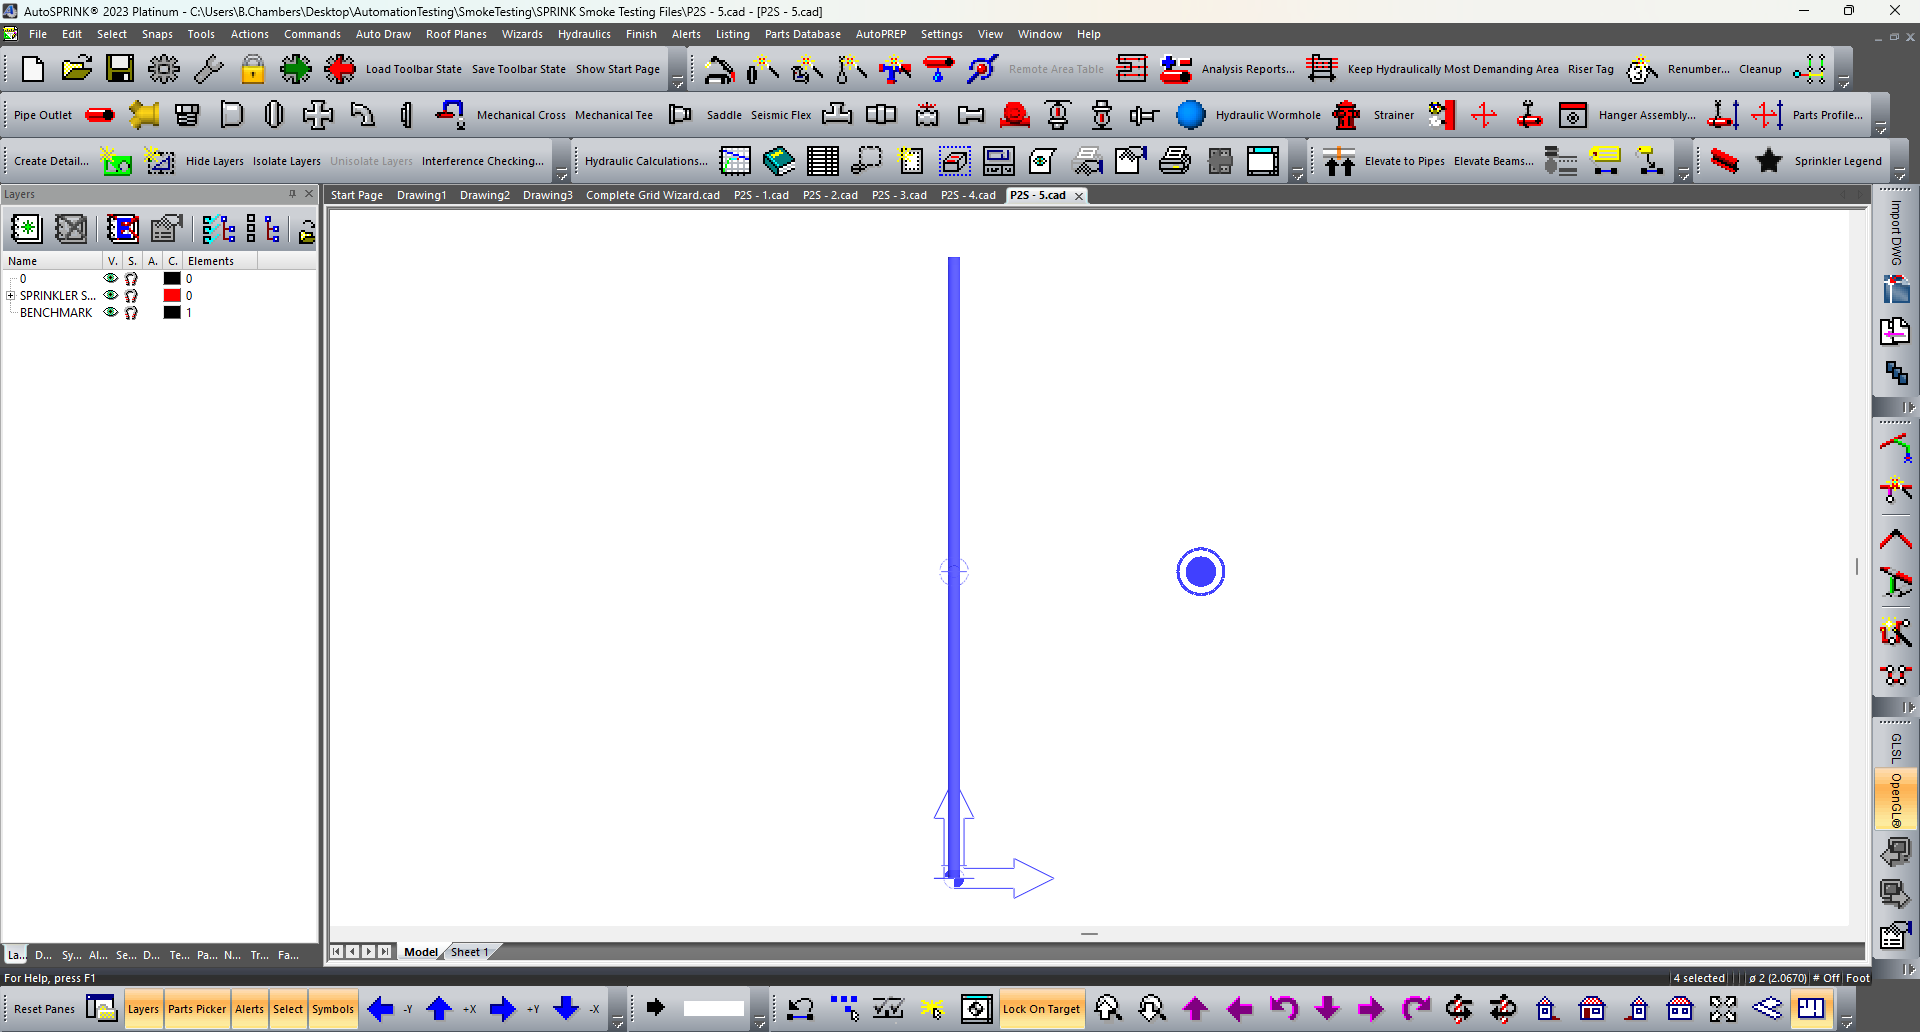 AutoSPRINK® 2023 Platinum - C:\Users\B.Chambers\Desktop\AutomationTesting\SmokeTesting\SPRINK Smoke Testing Files\P2S - 5.cad - [P2S - 5.cad]
File Edit Select Snaps Tools Actions Commands Auto Draw Roof Planes Wizards Hydraulics Finish Alerts Listing Parts Database AutoPREP Settings View Window Help
Load Toolbar State Save Toolbar State Show Start Page Remote Area Table Analysis Reports... Keep Hydraulically Most Demanding Area Riser Tag Renumber... Cleanup
Pipe Outlet Mechanical Cross Mechanical Tee Saddle Seismic Flex Hydraulic Wormhole Strainer Hanger Assembly... Parts Profile...
Create Detail... Hide Layers Isolate Layers Unisolate Layers Interference Checking... Hydraulic Calculations... Elevate to Pipes Elevate Beams... Sprinkler Legend
Layers
Start Page Drawing1 Drawing2 Drawing3 Complete Grid Wizard.cad P2S - 1.cad P2S - 2.cad P2S - 3.cad P2S - 4.cad P2S - 5.cad
Import DWG
Name V. S. A. C. Elements
0 0
SPRINKLER S... 0
BENCHMARK 1
GLSL
OpenGL®
La... D... Sy... Al... Se... D... Te... Pa... N... Tr... Fa...
Model Sheet 1
For Help, press F1
4 selected ø 2 (2.0670) # Off Foot
Reset Panes Layers Parts Picker Alerts Select Symbols -Y +X +Y -X Lock On Target